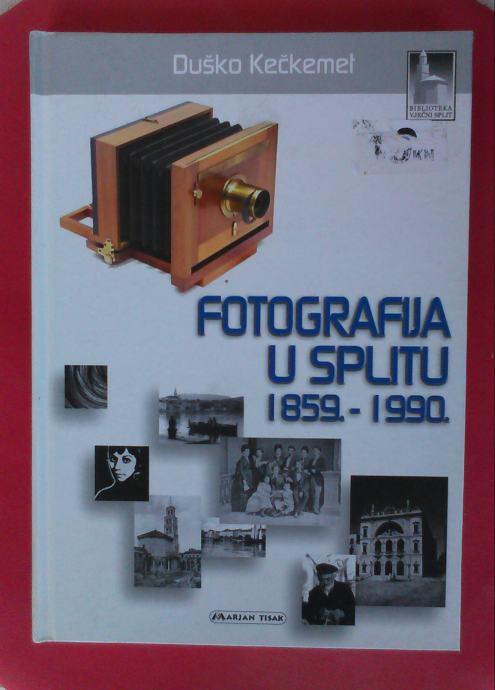 Duško Kečkemet
BIBLIOTEKA
VJEČNI SPLIT
FOTOGRAFIJA
U SPLITU
1859. - 1990.
MARJAN TISAK